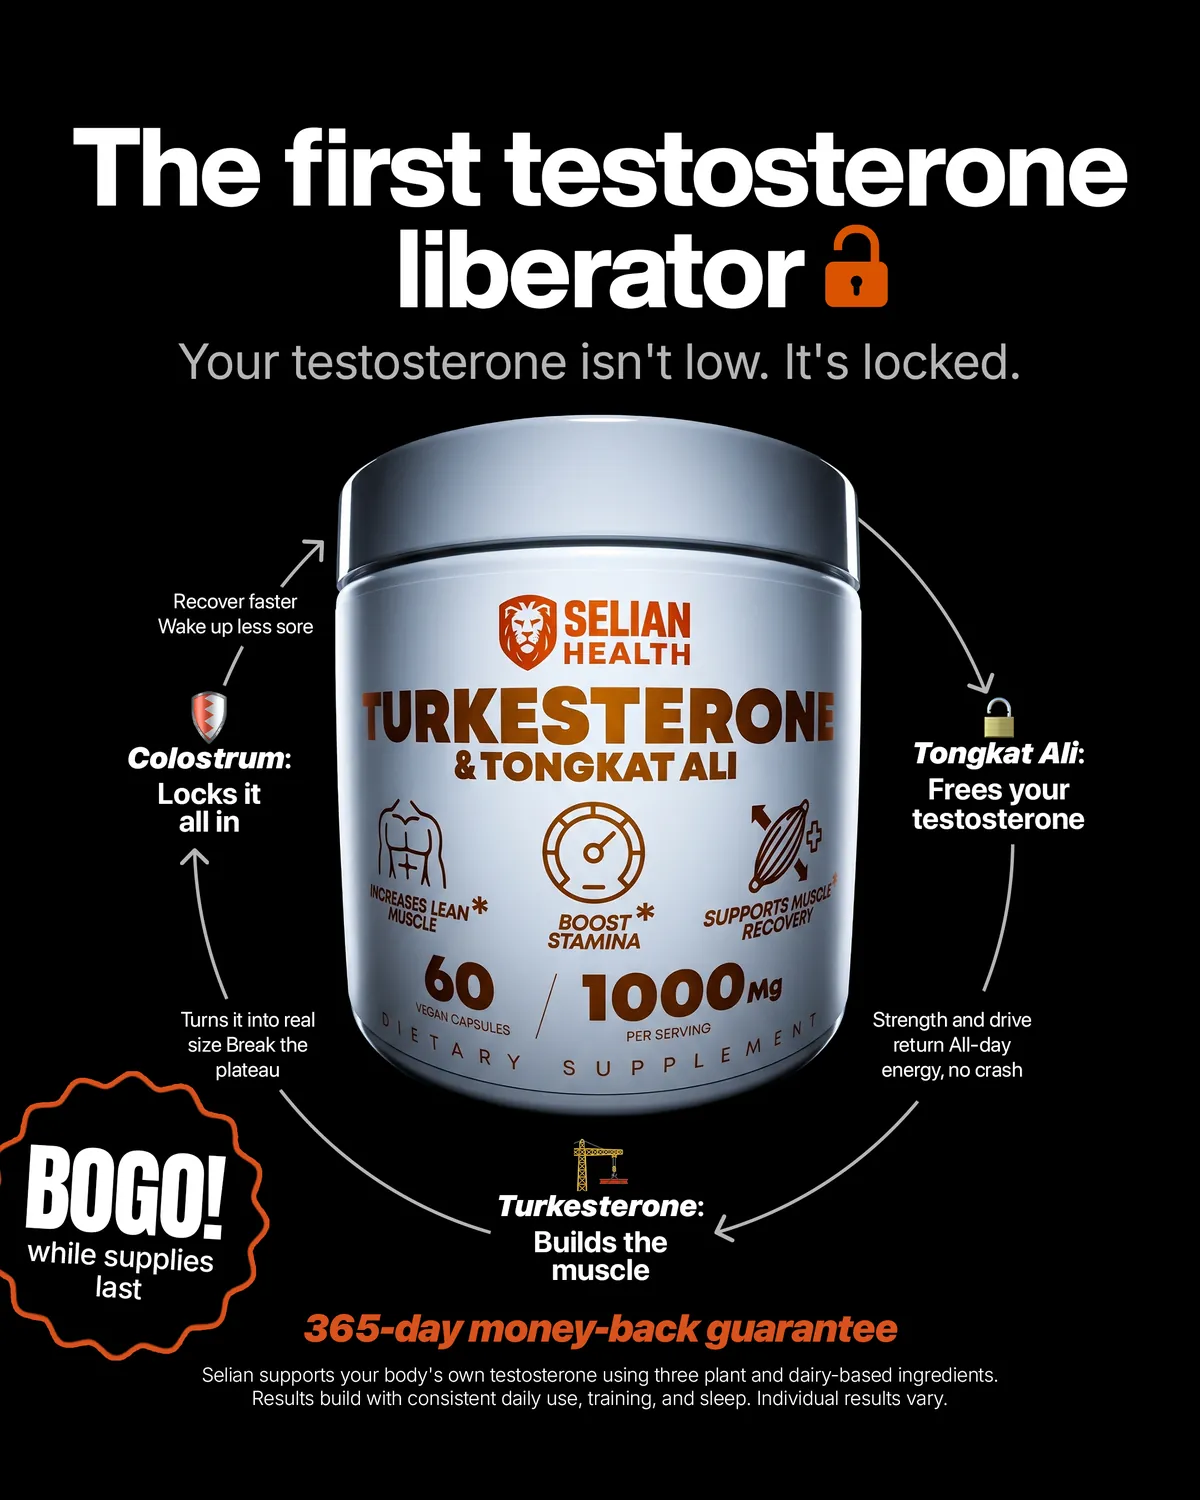 The first testosterone
liberator
Your testosterone isn't low. It's locked.
SELIAN
HEALTH
TURKESTERONE
& TONGKAT ALI
INCREASES LEAN*
MUSCLE
BOOST*
STAMINA
SUPPORTS MUSCLE*
RECOVERY
60
VEGAN CAPSULES
1000Mg
PER SERVING
DIETARY SUPPLEMENT
Tongkat Ali:
Frees your
testosterone
Strength and drive
return All-day
energy, no crash
Turkesterone:
Builds the
muscle
Turns it into real
size Break the
plateau
Colostrum:
Locks it
all in
Recover faster
Wake up less sore
BOGO!
while supplies
last
365-day money-back guarantee
Selian supports your body's own testosterone using three plant and dairy-based ingredients.
Results build with consistent daily use, training, and sleep. Individual results vary.